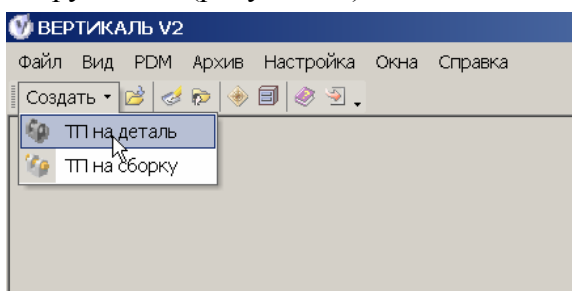 ВЕРТИКАЛЬ V2
Файл Вид PDM Архив Настройка Окна Справка
Создать
ТП на деталь
ТП на сборку